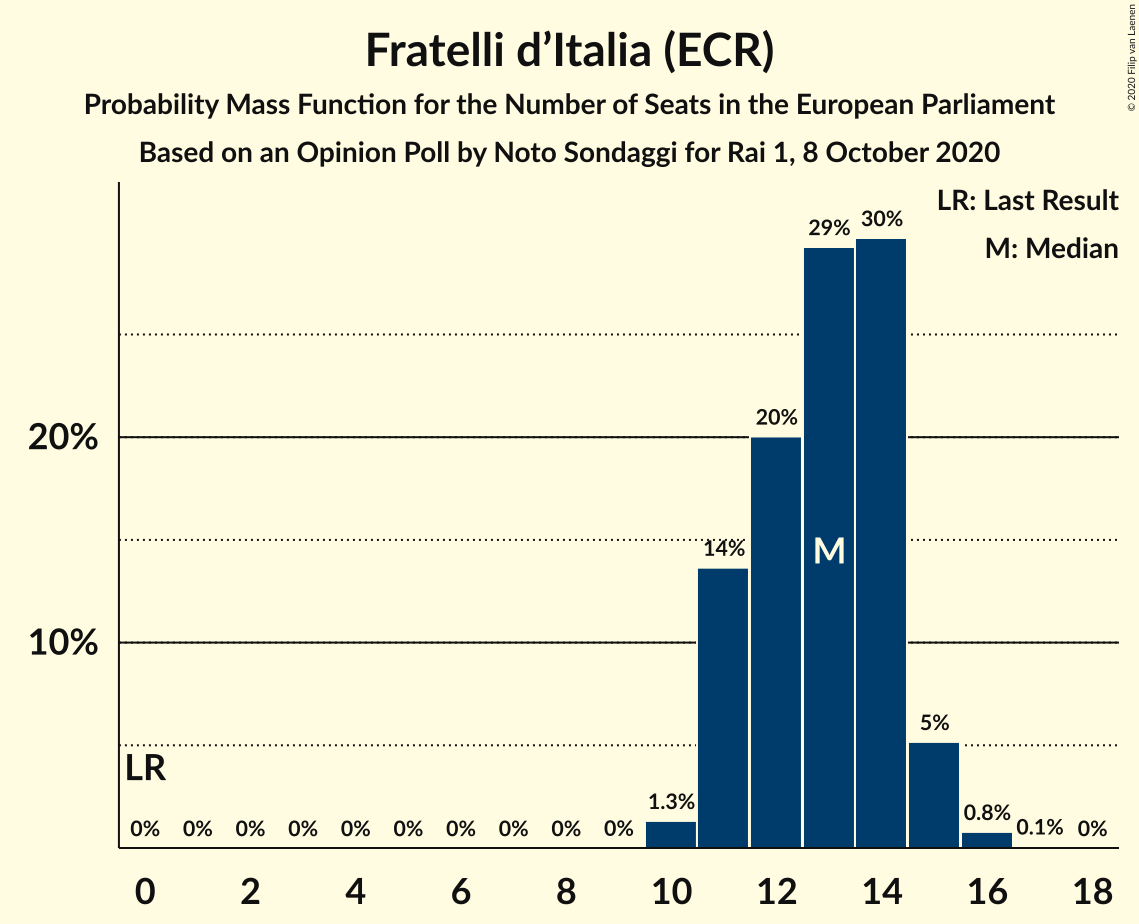 Fratelli d’Italia (ECR)
Probability Mass Function for the Number of Seats in the European Parliament
Based on an Opinion Poll by Noto Sondaggi for Rai 1, 8 October 2020
© 2020 Filip van Laenen
LR: Last Result
M: Median
20%
10%
0% 0% 0% 0% 0% 0% 0% 0% 0% 0% 1.3% 14% 20% 29% 30% 5% 0.8% 0.1% 0%
LR
M
0 2 4 6 8 10 12 14 16 18